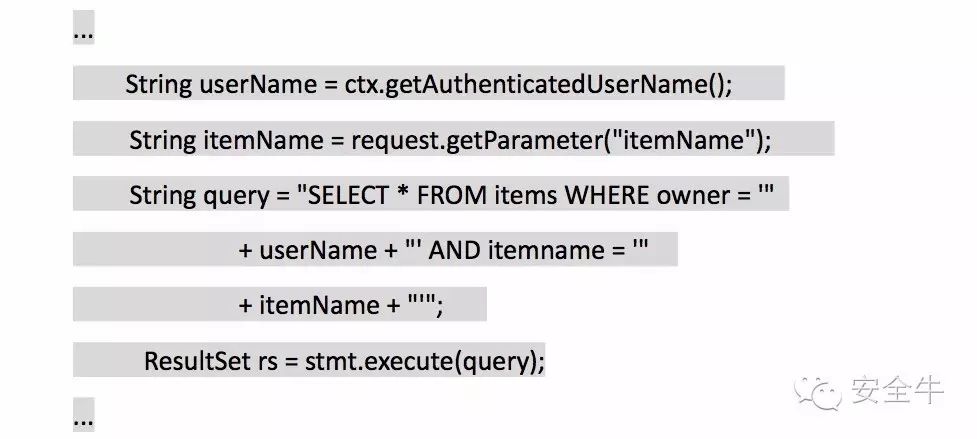 ...
String userName = ctx.getAuthenticatedUserName();
String itemName = request.getParameter("itemName");
String query = "SELECT * FROM items WHERE owner = '"
+ userName + "' AND itemname = '"
+ itemName + "'";
ResultSet rs = stmt.execute(query);
...
安全牛